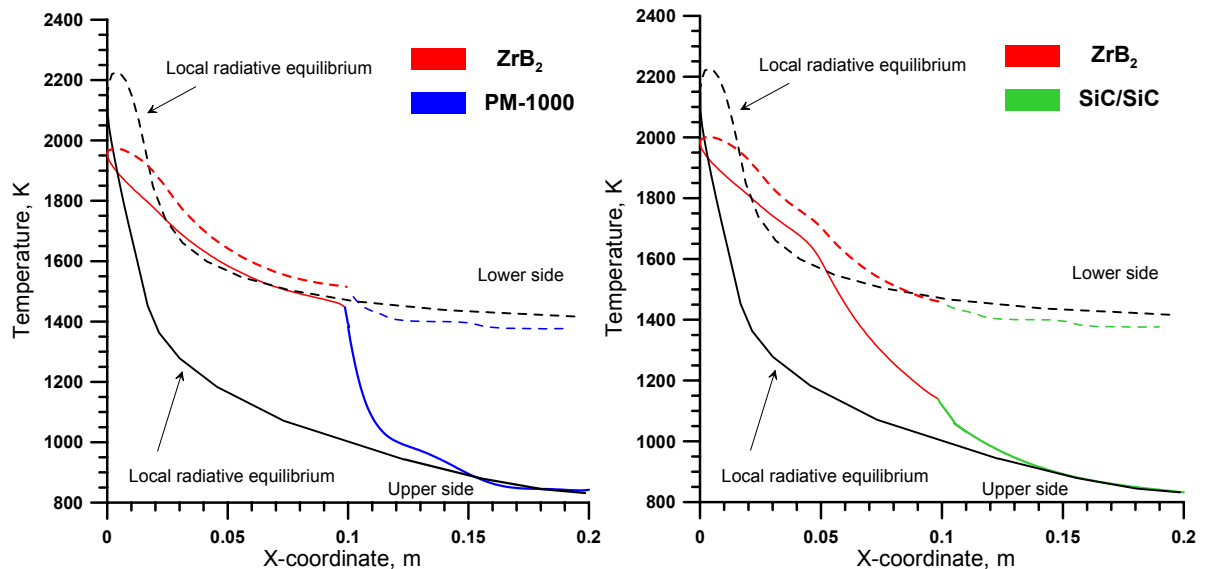 2400
2200
2000
1800
1600
1400
1200
1000
800
Temperature, K
Local radiative equilibrium
ZrB₂
PM-1000
Lower side
Local radiative equilibrium
Upper side
0
0.05
0.1
0.15
0.2
X-coordinate, m
2400
2200
2000
1800
1600
1400
1200
1000
800
Temperature, K
Local radiative equilibrium
ZrB₂
SiC/SiC
Lower side
Local radiative equilibrium
Upper side
0
0.05
0.1
0.15
0.2
X-coordinate, m